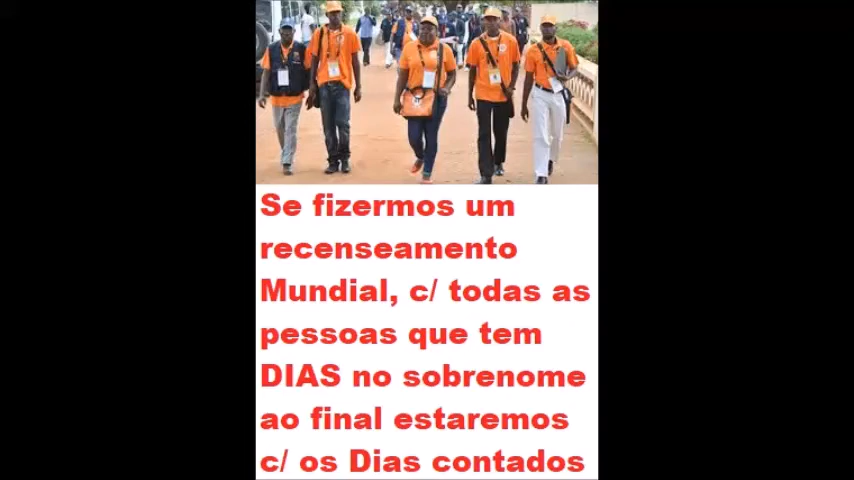 Se fizermos um
recenseamento
Mundial, c/ todas as
pessoas que tem
DIAS no sobrenome
ao final estaremos
c/ os Dias contados